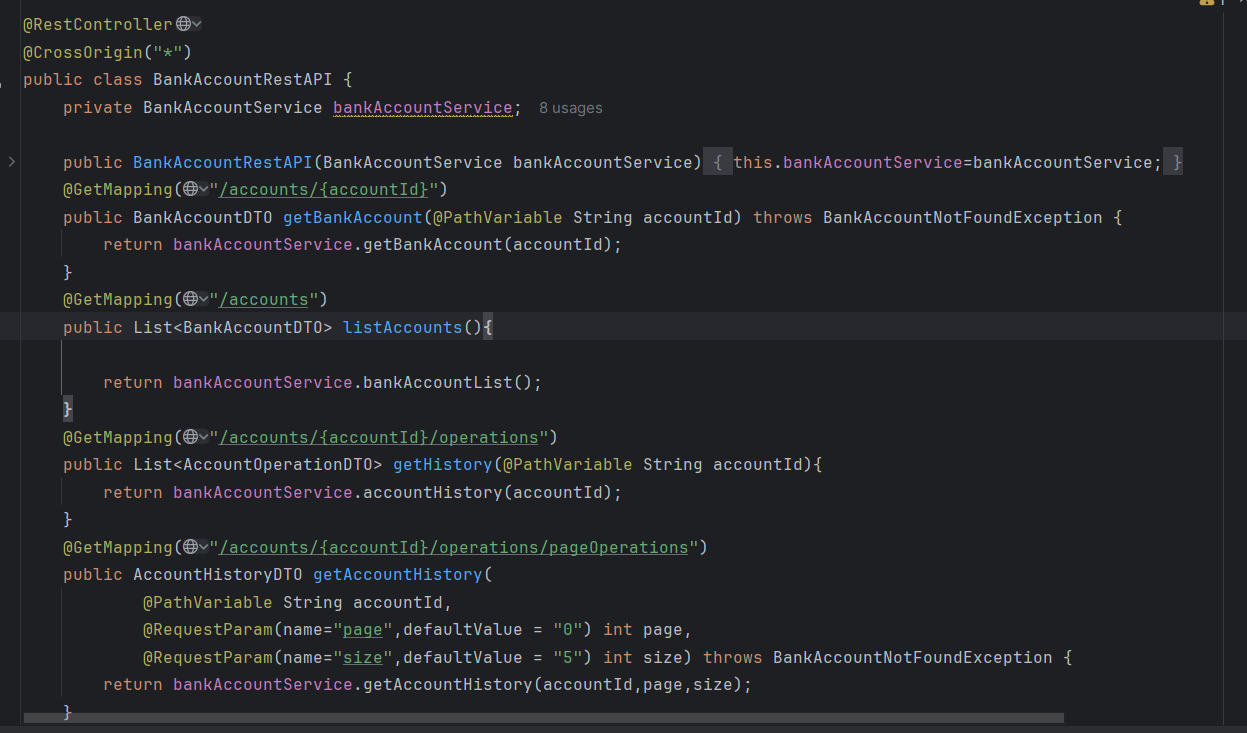 @RestController
@CrossOrigin("*")
public class BankAccountRestAPI {
    private BankAccountService bankAccountService; 8 usages

    public BankAccountRestAPI(BankAccountService bankAccountService) { this.bankAccountService=bankAccountService; }
    @GetMapping("/accounts/{accountId}")
    public BankAccountDTO getBankAccount(@PathVariable String accountId) throws BankAccountNotFoundException {
        return bankAccountService.getBankAccount(accountId);
    }
    @GetMapping("/accounts")
    public List<BankAccountDTO> listAccounts(){

        return bankAccountService.bankAccountList();
    }
    @GetMapping("/accounts/{accountId}/operations")
    public List<AccountOperationDTO> getHistory(@PathVariable String accountId){
        return bankAccountService.accountHistory(accountId);
    }
    @GetMapping("/accounts/{accountId}/operations/pageOperations")
    public AccountHistoryDTO getAccountHistory(
            @PathVariable String accountId,
            @RequestParam(name="page",defaultValue = "0") int page,
            @RequestParam(name="size",defaultValue = "5") int size) throws BankAccountNotFoundException {
        return bankAccountService.getAccountHistory(accountId,page,size);
    }